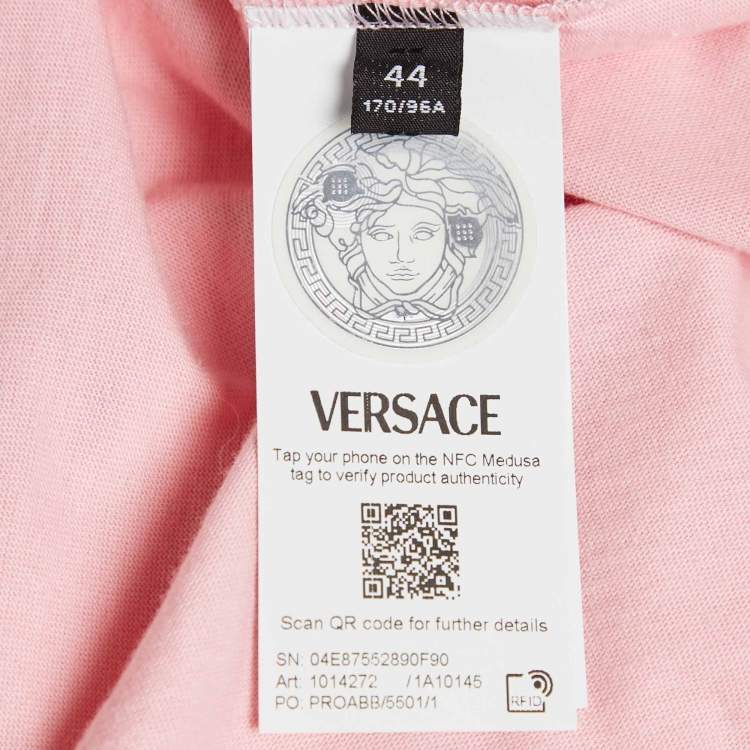 44
170/96A
VERSACE
Tap your phone on the NFC Medusa
tag to verify product authenticity
Scan QR code for further details
SN: 04E87552890F90
Art: 1014272 /1A10145
PO: PROABB/5501/1
RFID